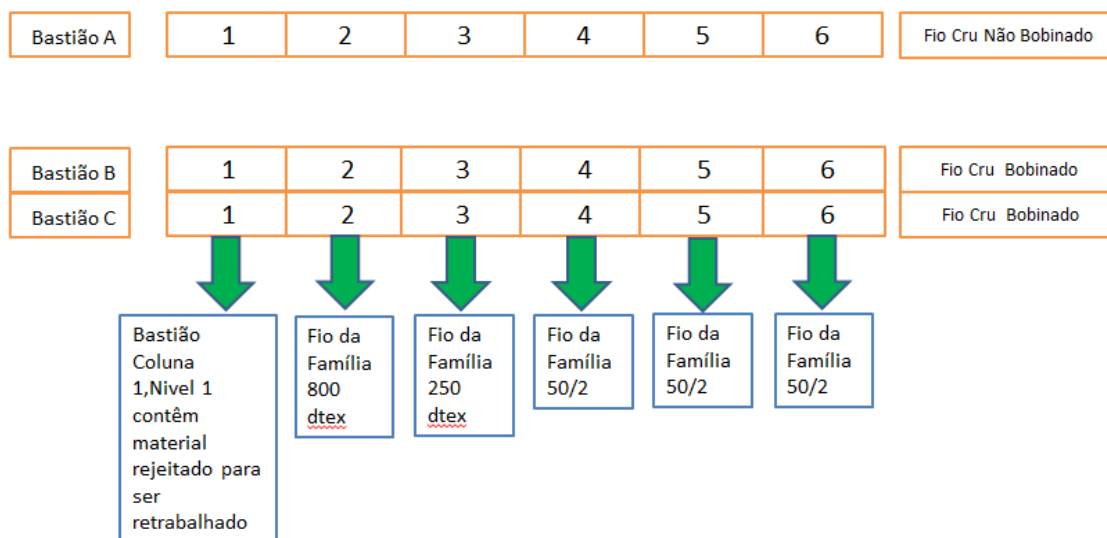 Bastião A 1 2 3 4 5 6 Fio Cru Não Bobinado
Bastião B 1 2 3 4 5 6 Fio Cru Bobinado
Bastião C 1 2 3 4 5 6 Fio Cru Bobinado
Bastião
Coluna
1,Nivel 1
contêm
material
rejeitado para
ser
retrabalhado
Fio da
Família
800
dtex
Fio da
Família
250
dtex
Fio da
Família
50/2
Fio da
Família
50/2
Fio da
Família
50/2